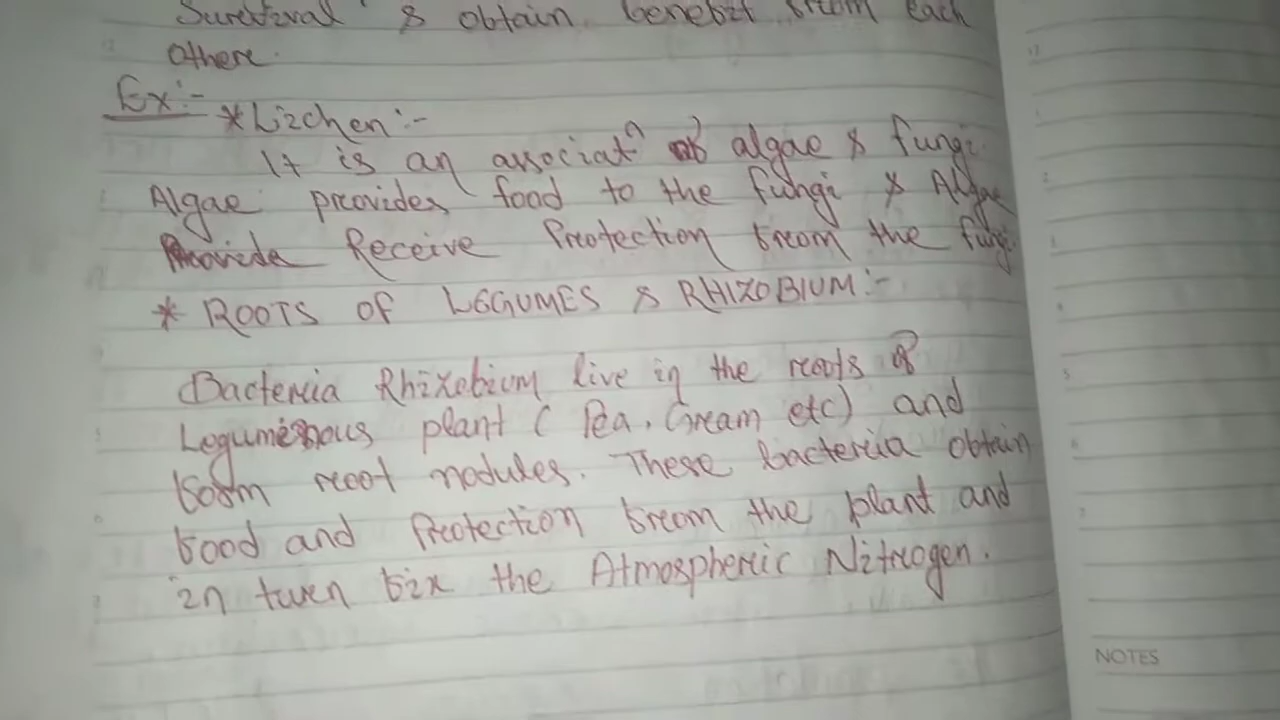 Survival & obtain benefit from each
other.
Ex:-
* Lichen:-
It is an associatⁿ of algae & fungi
Algae provides food to the fungi & Algae
Provide Receive Protection from the fungi
* ROOTS OF LEGUMES & RHIZOBIUM:-
Bacteria Rhizobium live in the roots of
Leguminous plant ( Pea, Gram etc) and
form root nodules. These bacteria obtain
food and Protection from the plant and
in turn fix the Atmospheric Nitrogen.
NOTES